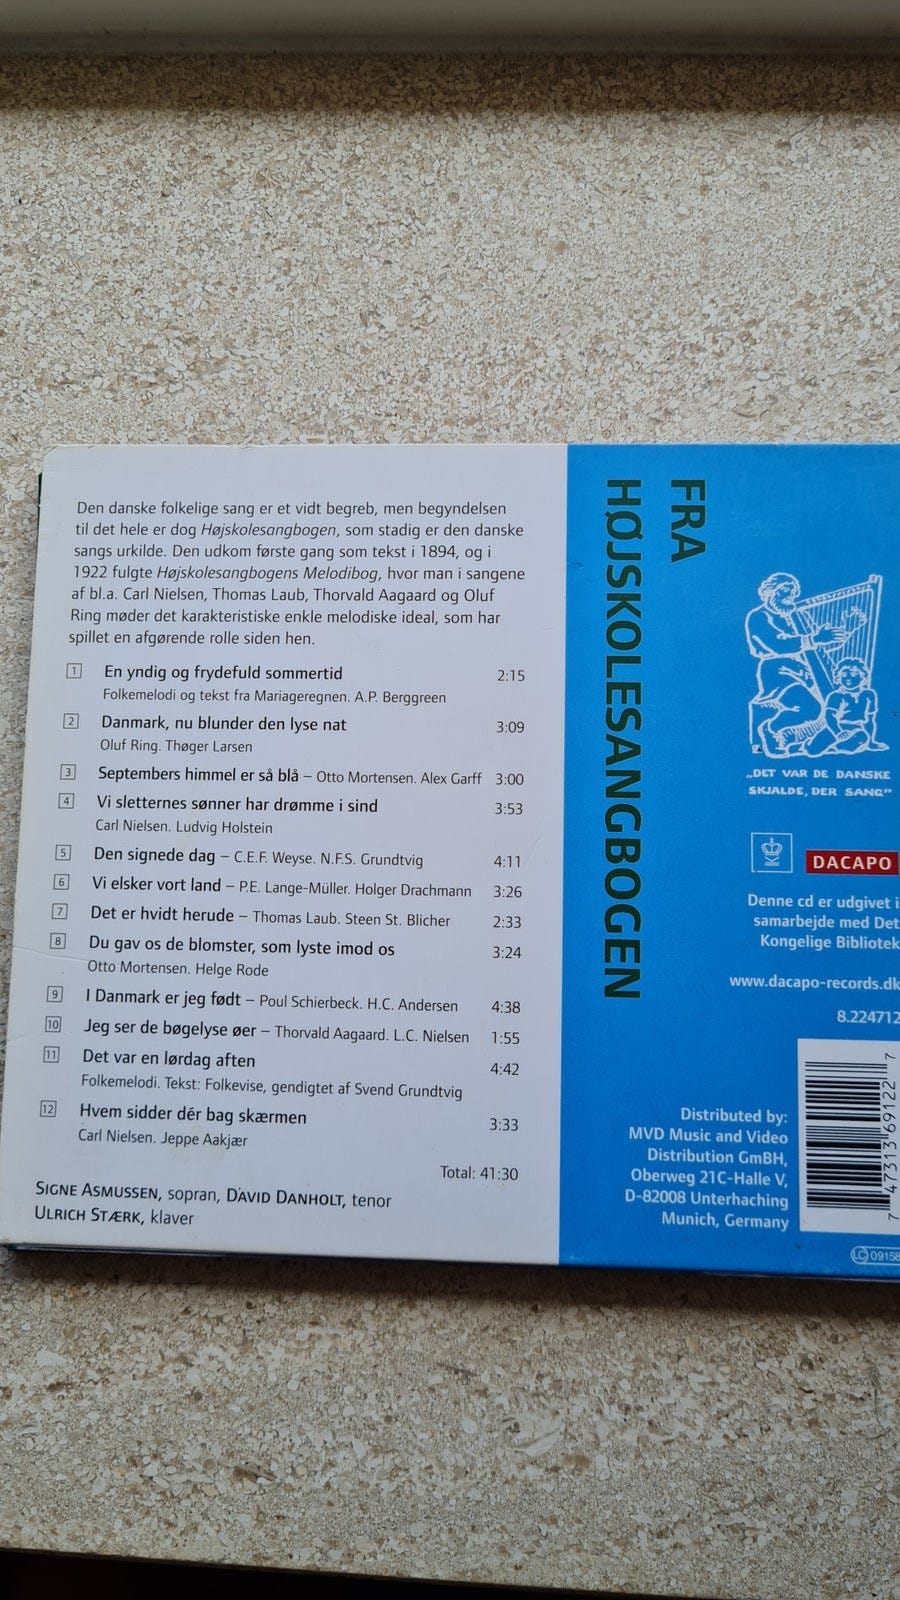 Den danske folkelige sang er et vidt begreb, men begyndelsen
til det hele er dog Højskolesangbogen, som stadig er den danske
sangs urkilde. Den udkom første gang som tekst i 1894, og i
1922 fulgte Højskolesangbogens Melodibog, hvor man i sangene
af bl.a. Carl Nielsen, Thomas Laub, Thorvald Aagaard og Oluf
Ring møder det karakteristiske enkle melodiske ideal, som har
spillet en afgørende rolle siden hen.
1 En yndig og frydefuld sommertid 2:15
Folkemelodi og tekst fra Mariageregnen. A.P. Berggreen
2 Danmark, nu blunder den lyse nat 3:09
Oluf Ring. Thøger Larsen
3 Septembers himmel er så blå – Otto Mortensen. Alex Garff 3:00
4 Vi sletternes sønner har drømme i sind 3:53
Carl Nielsen. Ludvig Holstein
5 Den signede dag – C.E.F. Weyse. N.F.S. Grundtvig 4:11
6 Vi elsker vort land – P.E. Lange-Müller. Holger Drachmann 3:26
7 Det er hvidt herude – Thomas Laub. Steen St. Blicher 2:33
8 Du gav os de blomster, som lyste imod os 3:24
Otto Mortensen. Helge Rode
9 I Danmark er jeg født – Poul Schierbeck. H.C. Andersen 4:38
10 Jeg ser de bøgelyse øer – Thorvald Aagaard. L.C. Nielsen 1:55
11 Det var en lørdag aften 4:42
Folkemelodi. Tekst: Folkevise, gendigtet af Svend Grundtvig
12 Hvem sidder dér bag skærmen 3:33
Carl Nielsen. Jeppe Aakjær
Total: 41:30
SIGNE ASMUSSEN, sopran, DAVID DANHOLT, tenor
ULRICH STÆRK, klaver
FRA
HØJSKOLESANGBOGEN
„DET VAR DE DANSKE
SKJALDE, DER SANG”
DACAPO
Denne cd er udgivet i
samarbejde med Det
Kongelige Bibliotek
www.dacapo-records.dk
8.224712
Distributed by:
MVD Music and Video
Distribution GmBH,
Oberweg 21C-Halle V,
D-82008 Unterhaching
Munich, Germany
7 47313 69122 7
LC 09158